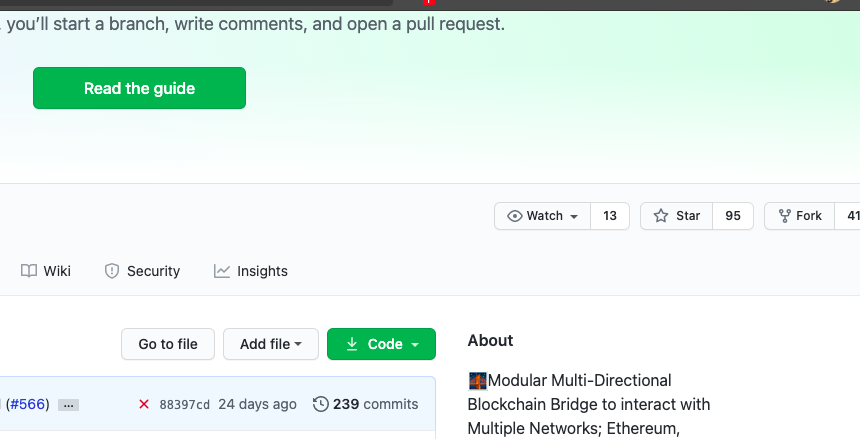 , you'll start a branch, write comments, and open a pull request.
Read the guide
Watch 13 Star 95 Fork 41
Wiki Security Insights
Go to file Add file Code About
(#566) ... 88397cd 24 days ago 239 commits
Modular Multi-Directional
Blockchain Bridge to interact with
Multiple Networks; Ethereum,